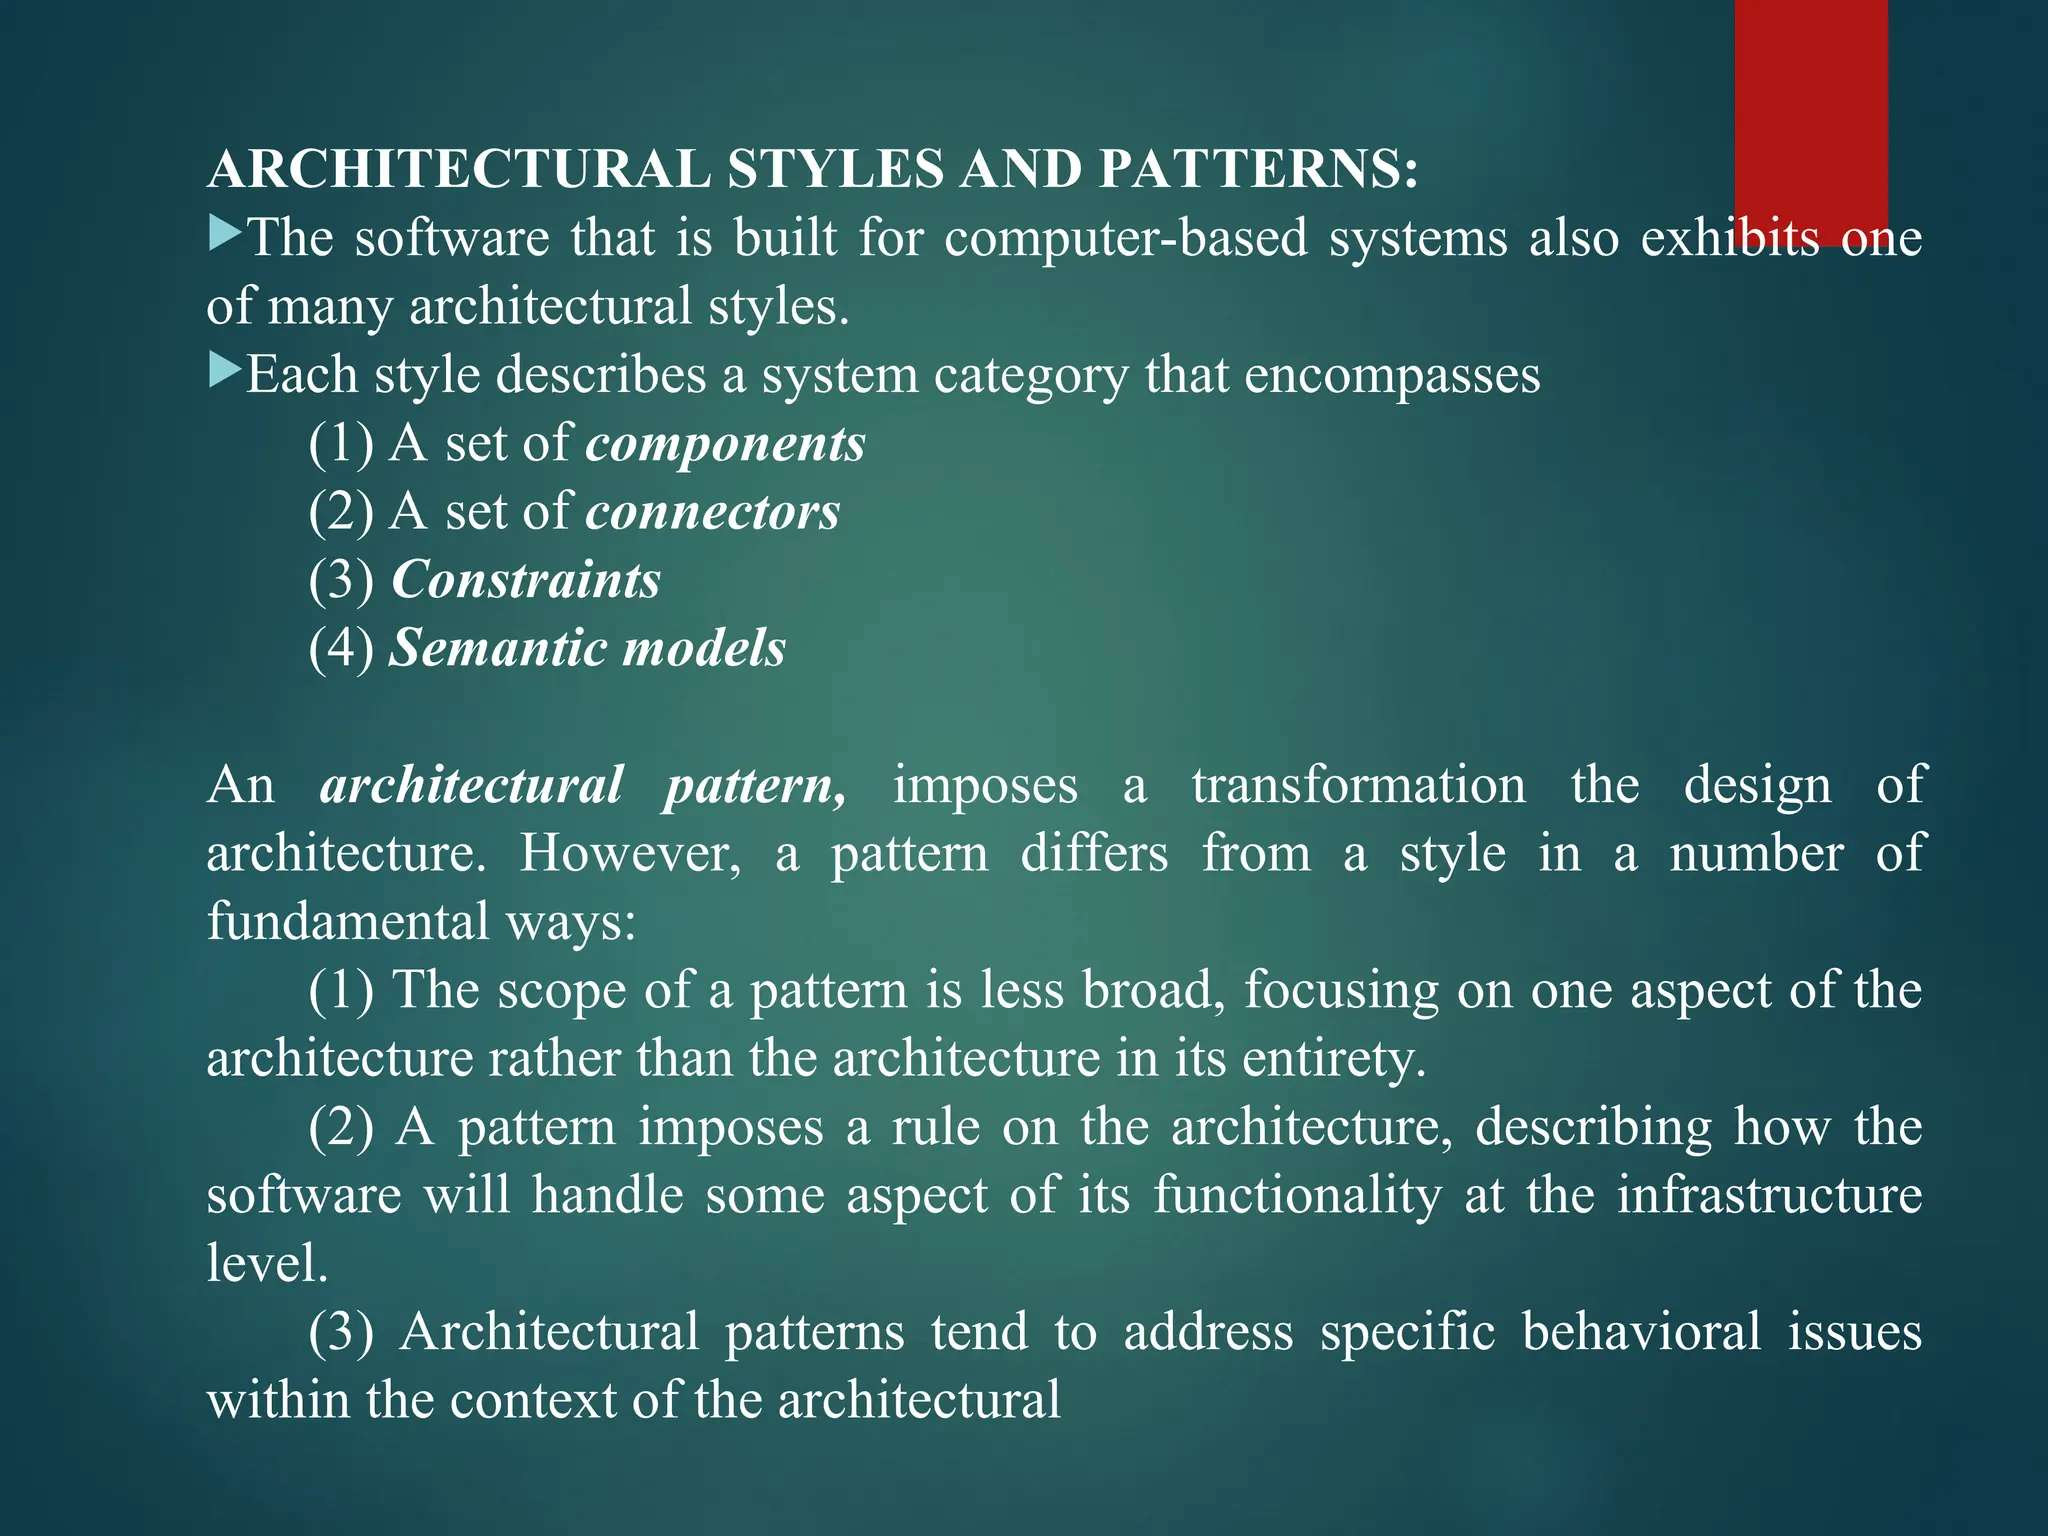 ARCHITECTURAL STYLES AND PATTERNS:
The software that is built for computer-based systems also exhibits one
of many architectural styles.
Each style describes a system category that encompasses
(1) A set of components
(2) A set of connectors
(3) Constraints
(4) Semantic models
An architectural pattern, imposes a transformation the design of
architecture. However, a pattern differs from a style in a number of
fundamental ways:
(1) The scope of a pattern is less broad, focusing on one aspect of the
architecture rather than the architecture in its entirety.
(2) A pattern imposes a rule on the architecture, describing how the
software will handle some aspect of its functionality at the infrastructure
level.
(3) Architectural patterns tend to address specific behavioral issues
within the context of the architectural